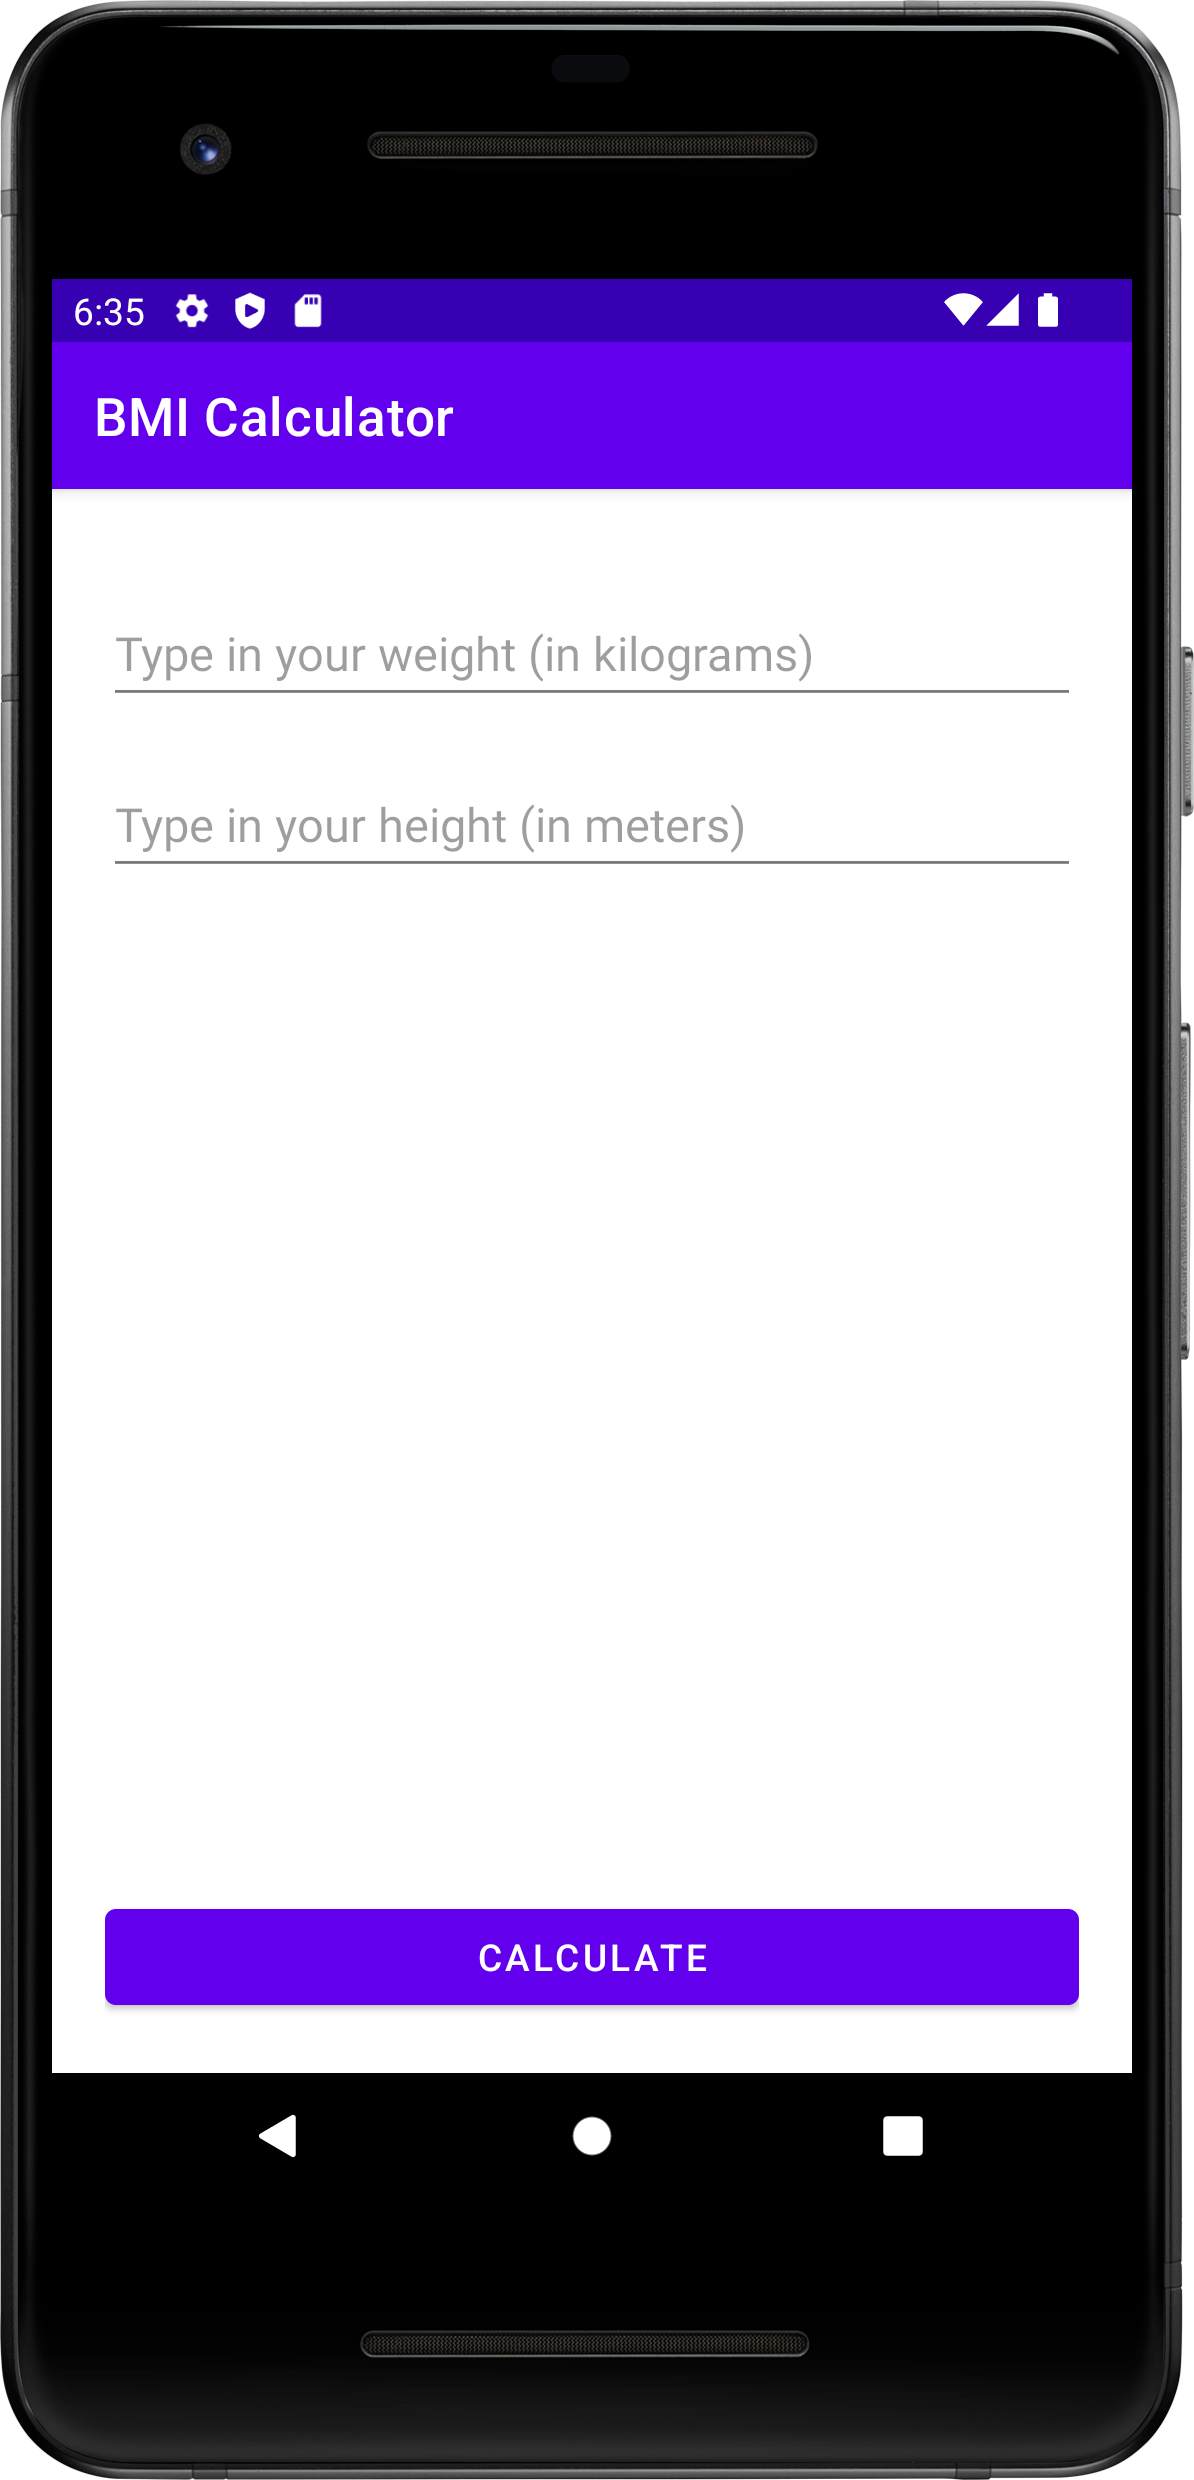 6:35
BMI Calculator
Type in your weight (in kilograms)
Type in your height (in meters)
CALCULATE